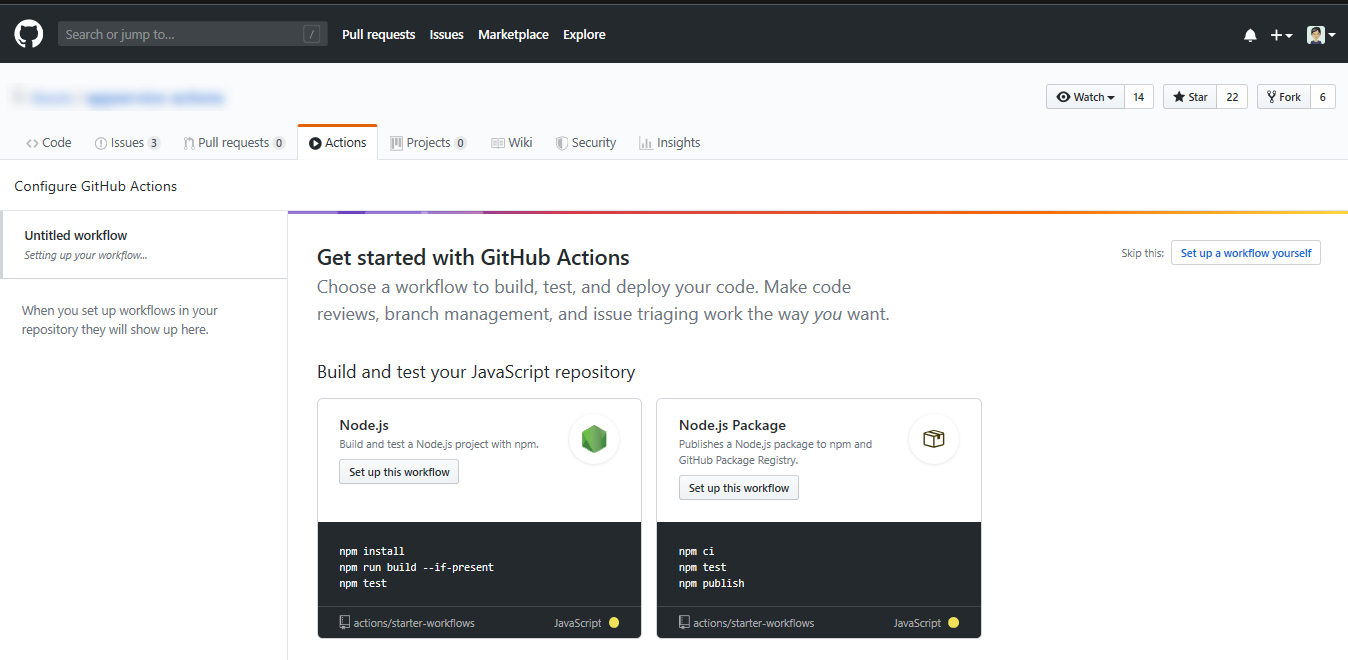 Search or jump to... /
Pull requests Issues Marketplace Explore
Watch 14 Star 22 Fork 6
Code Issues 3 Pull requests 0 Actions Projects 0 Wiki Security Insights
Configure GitHub Actions
Untitled workflow
Setting up your workflow...
When you set up workflows in your
repository they will show up here.
Get started with GitHub Actions
Skip this: Set up a workflow yourself
Choose a workflow to build, test, and deploy your code. Make code
reviews, branch management, and issue triaging work the way you want.
Build and test your JavaScript repository
Node.js
Build and test a Node.js project with npm.
Set up this workflow
npm install
npm run build --if-present
npm test
actions/starter-workflows JavaScript
Node.js Package
Publishes a Node.js package to npm and
GitHub Package Registry.
Set up this workflow
npm ci
npm test
npm publish
actions/starter-workflows JavaScript